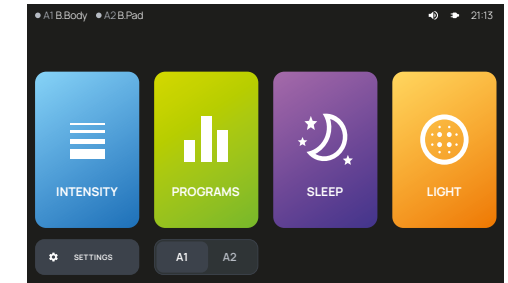 A1 B.Body A2 B.Pad 21:13
INTENSITY PROGRAMS SLEEP LIGHT
SETTINGS A1 A2